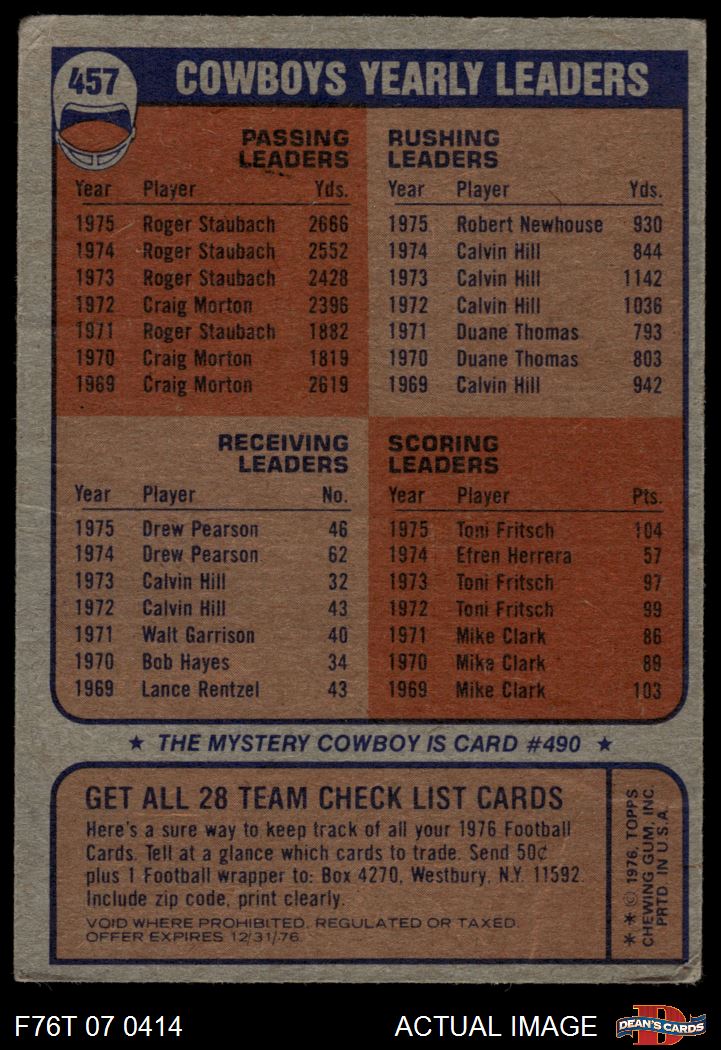 457
COWBOYS YEARLY LEADERS
PASSING
LEADERS
Year Player Yds.
1975 Roger Staubach 2666
1974 Roger Staubach 2552
1973 Roger Staubach 2428
1972 Craig Morton 2396
1971 Roger Staubach 1882
1970 Craig Morton 1819
1969 Craig Morton 2619
RUSHING
LEADERS
Year Player Yds.
1975 Robert Newhouse 930
1974 Calvin Hill 844
1973 Calvin Hill 1142
1972 Calvin Hill 1036
1971 Duane Thomas 793
1970 Duane Thomas 803
1969 Calvin Hill 942
RECEIVING
LEADERS
Year Player No.
1975 Drew Pearson 46
1974 Drew Pearson 62
1973 Calvin Hill 32
1972 Calvin Hill 43
1971 Walt Garrison 40
1970 Bob Hayes 34
1969 Lance Rentzel 43
SCORING
LEADERS
Year Player Pts.
1975 Toni Fritsch 104
1974 Efren Herrera 57
1973 Toni Fritsch 97
1972 Toni Fritsch 99
1971 Mike Clark 86
1970 Mike Clark 89
1969 Mike Clark 103
★ THE MYSTERY COWBOY IS CARD #490 ★
GET ALL 28 TEAM CHECK LIST CARDS
Here's a sure way to keep track of all your 1976 Football
Cards. Tell at a glance which cards to trade. Send 50¢
plus 1 Football wrapper to: Box 4270, Westbury, N.Y. 11592.
Include zip code, print clearly.
VOID WHERE PROHIBITED, REGULATED OR TAXED
OFFER EXPIRES 12/31/76
* * © 1976, TOPPS
CHEWING GUM, INC.
PRTD. IN U.S.A.
F76T 07 0414
ACTUAL IMAGE
D
DEAN'S CARDS